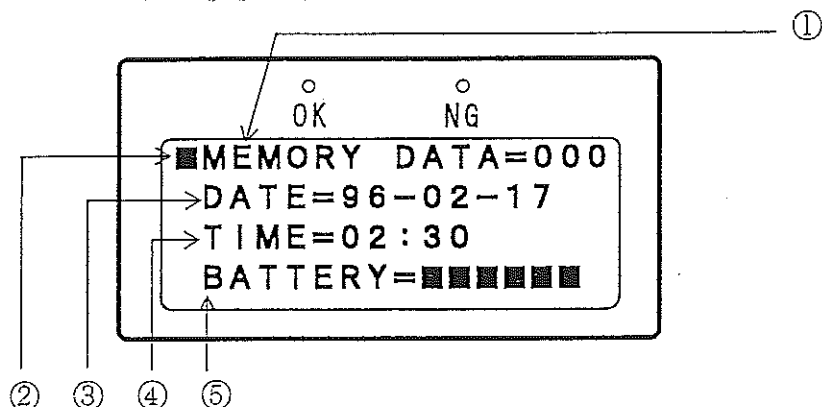 ①
OK NG
■MEMORY DATA=000
DATE=96-02-17
TIME=02:30
BATTERY=■■■■■■
② ③ ④ ⑤